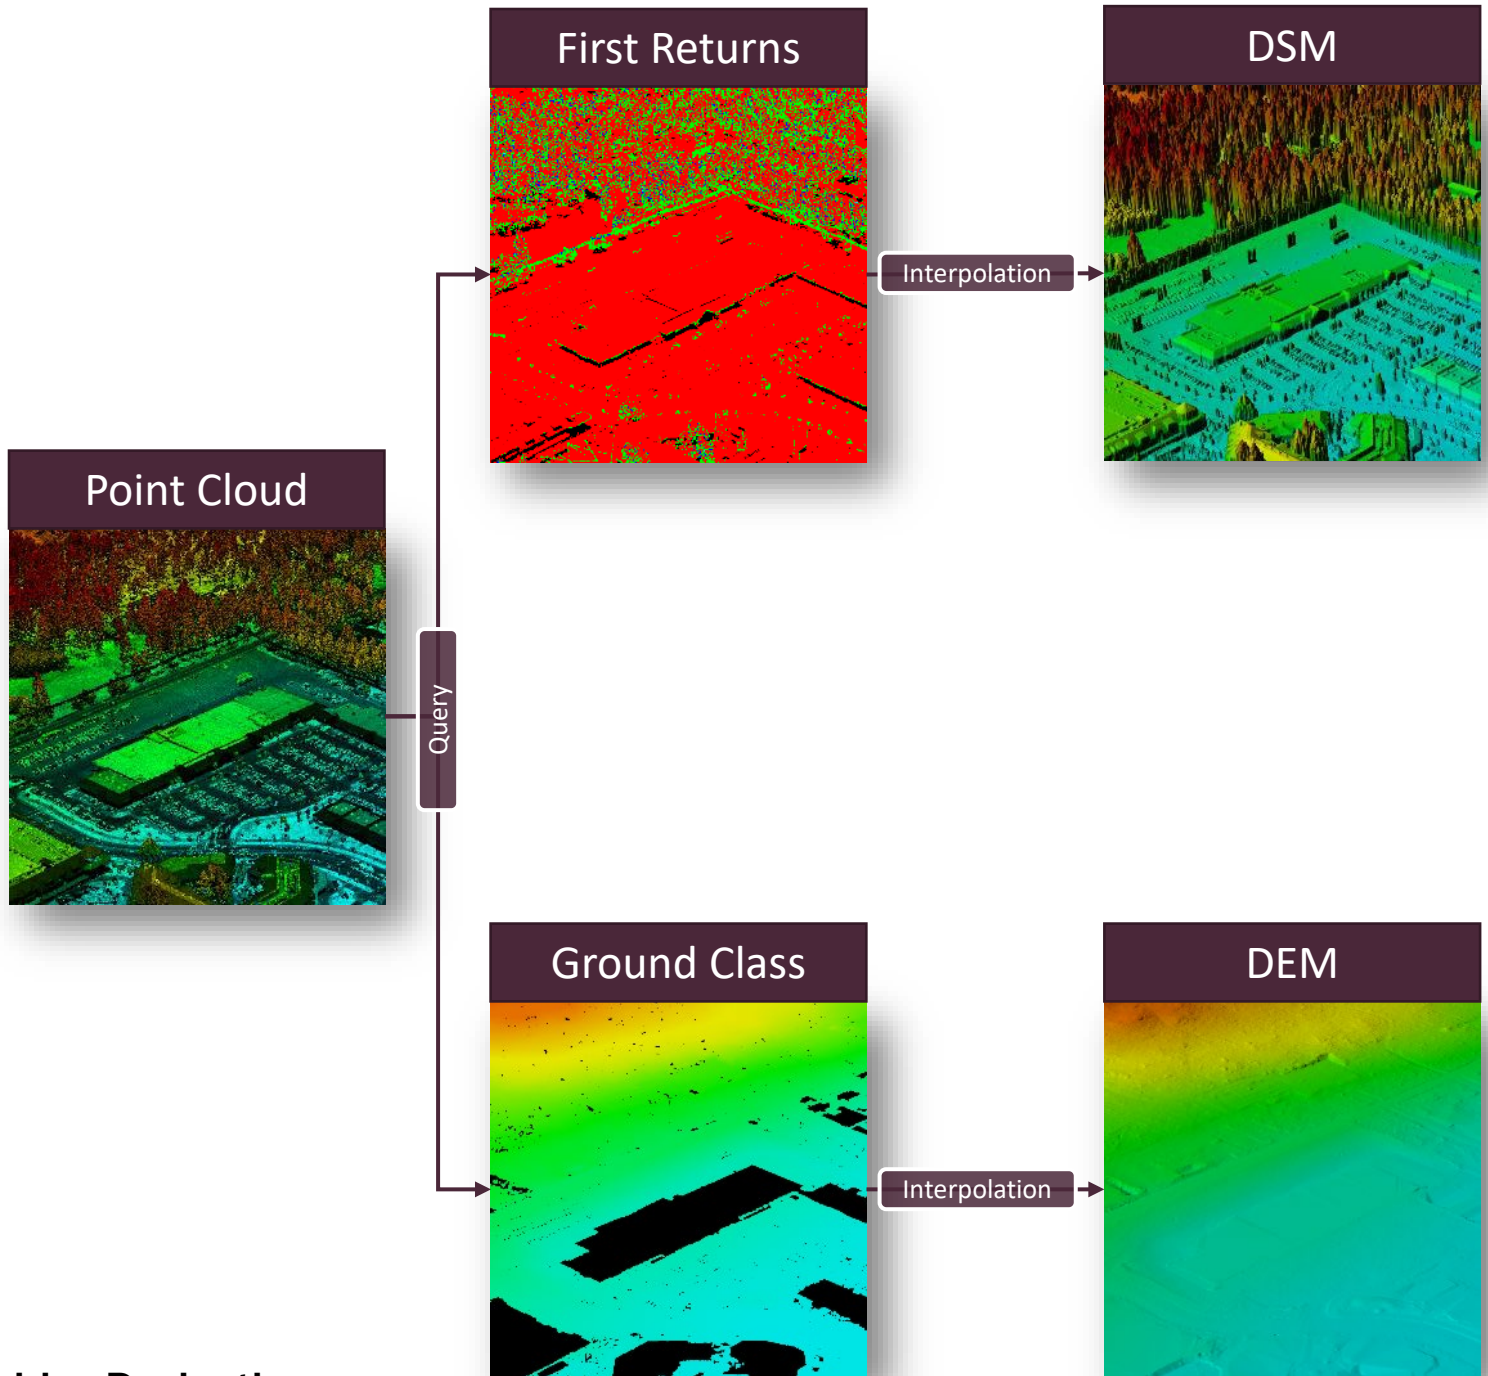 First Returns
DSM
Interpolation
Point Cloud
Query
Ground Class
DEM
Interpolation